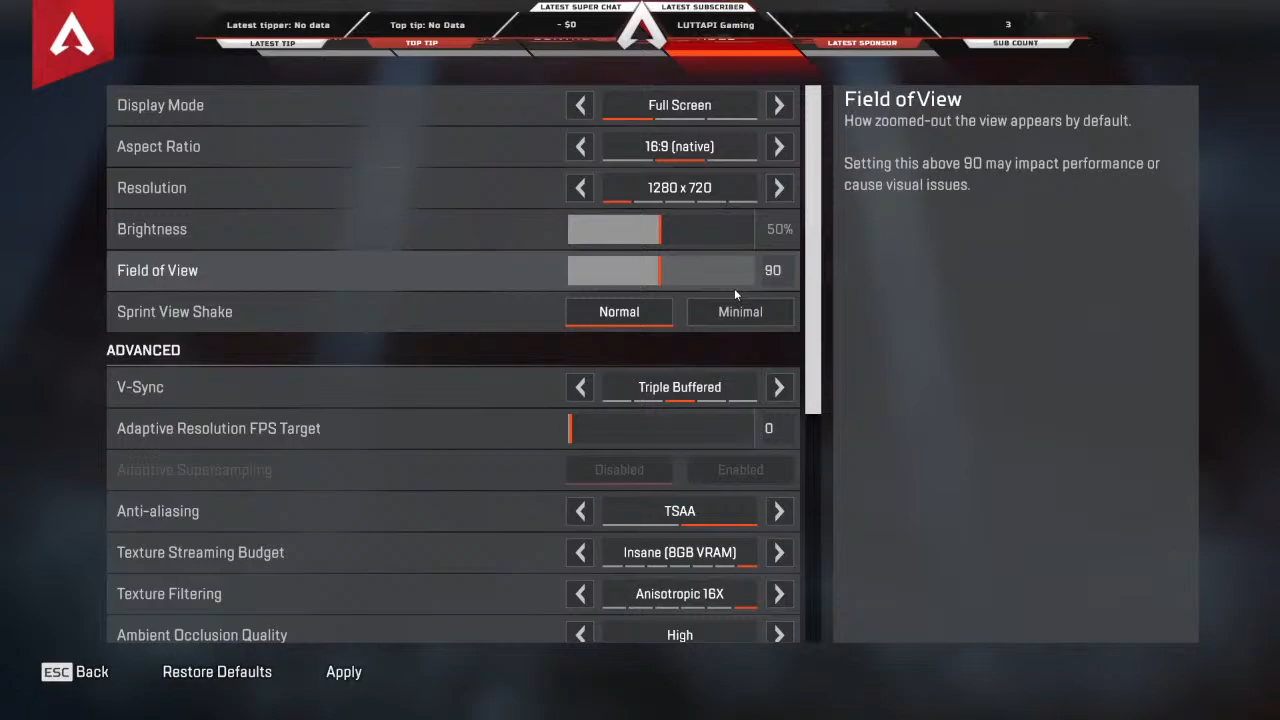 LATEST SUPER CHAT
LATEST SUBSCRIBER
Latest tipper: No data
Top tip: No Data
- $0
LUTTAPI Gaming
3
LATEST TIP
TOP TIP
LATEST SPONSOR
SUB COUNT
Display Mode
Full Screen
Aspect Ratio
16:9 (native)
Resolution
1280 x 720
Brightness
50%
Field of View
90
Sprint View Shake
Normal
Minimal
ADVANCED
V-Sync
Triple Buffered
Adaptive Resolution FPS Target
0
Adaptive Supersampling
Disabled
Enabled
Anti-aliasing
TSAA
Texture Streaming Budget
Insane (8GB VRAM)
Texture Filtering
Anisotropic 16X
Ambient Occlusion Quality
High
Field of View
How zoomed-out the view appears by default.
Setting this above 90 may impact performance or
cause visual issues.
ESC Back
Restore Defaults
Apply